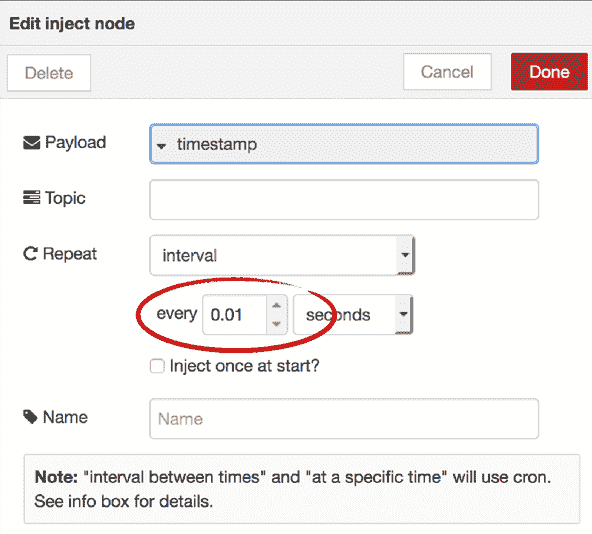 Edit inject node
Delete
Cancel
Done
Payload
timestamp
Topic
Repeat
interval
every 0.01 seconds
Inject once at start?
Name
Name
Note: "interval between times" and "at a specific time" will use cron.
See info box for details.